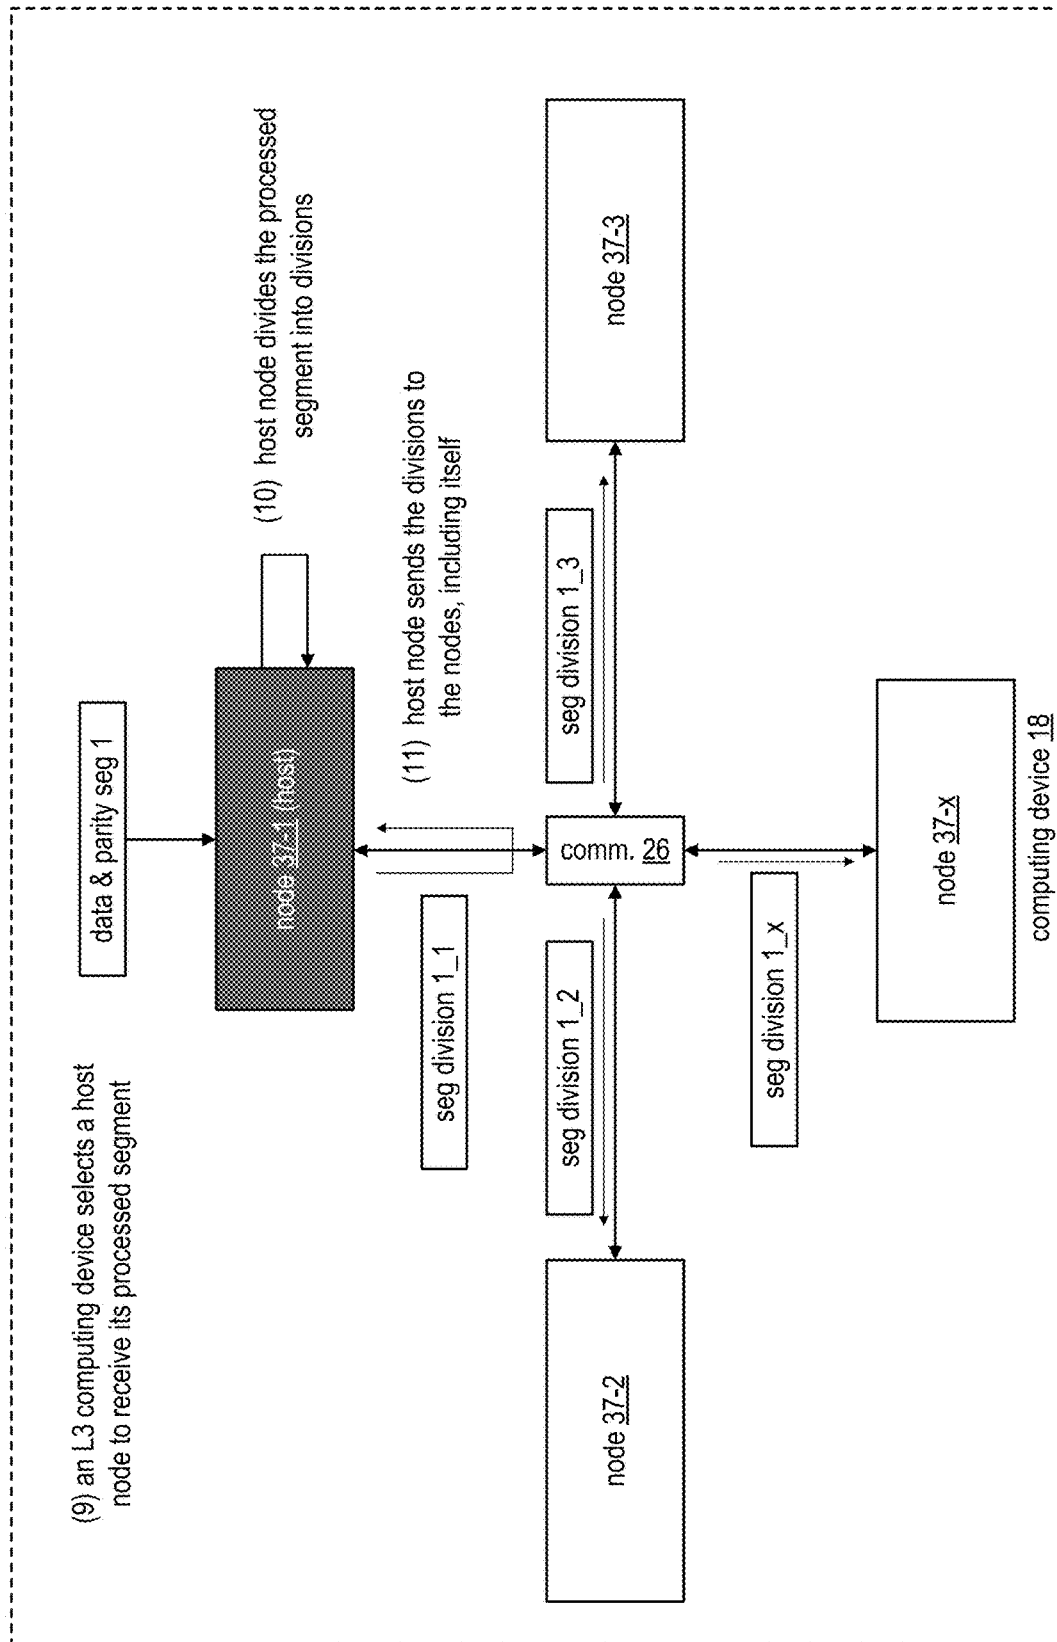 (9) an L3 computing device selects a host
node to receive its processed segment
data & parity seg 1
node 37-1 (host)
(10) host node divides the processed
segment into divisions
(11) host node sends the divisions to
the nodes, including itself
seg division 1_1
node 37-2
seg division 1_2
comm. 26
seg division 1_3
node 37-3
seg division 1_x
node 37-x
computing device 18